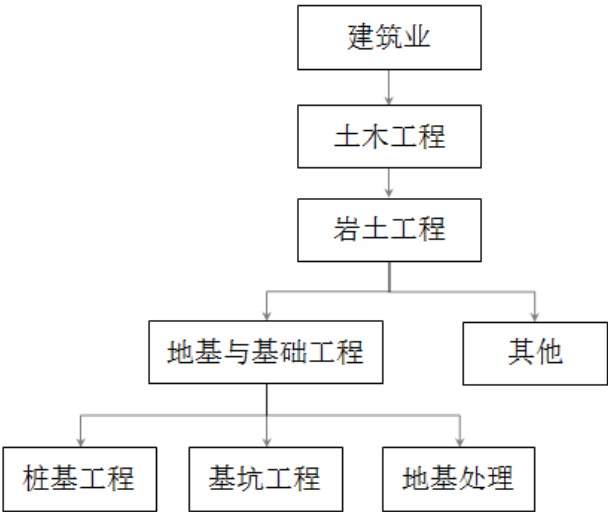 建筑业
土木工程
岩土工程
地基与基础工程
其他
桩基工程
基坑工程
地基处理